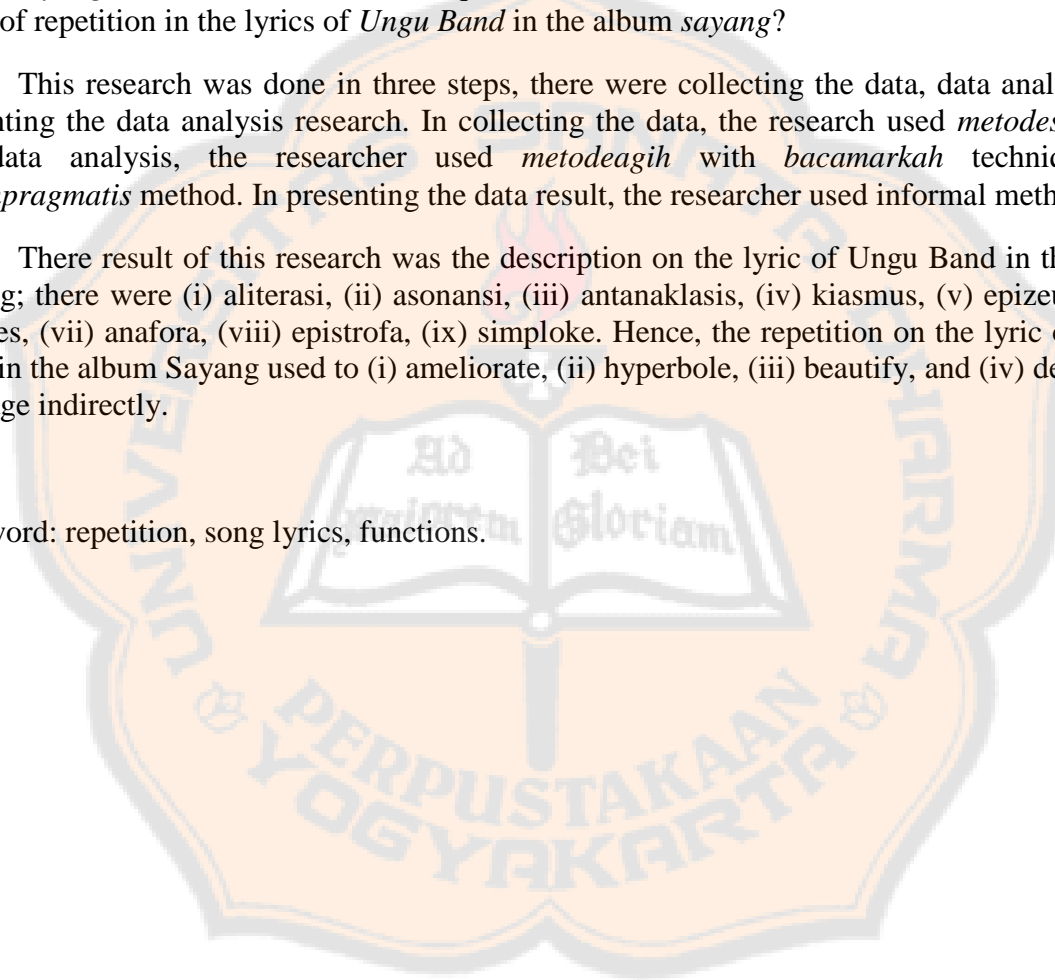 of repetition in the lyrics of Ungu Band in the album sayang?
This research was done in three steps, there were collecting the data, data anal
nting the data analysis research. In collecting the data, the research used metodes
data analysis, the researcher used metodeagih with bacamarkah techni
pragmatis method. In presenting the data result, the researcher used informal meth
There result of this research was the description on the lyric of Ungu Band in th
g; there were (i) aliterasi, (ii) asonansi, (iii) antanaklasis, (iv) kiasmus, (v) epizeu
es, (vii) anafora, (viii) epistrofa, (ix) simploke. Hence, the repetition on the lyric
in the album Sayang used to (i) ameliorate, (ii) hyperbole, (iii) beautify, and (iv) de
ge indirectly.
word: repetition, song lyrics, functions.
UNIVERSITAS SANATA DHARMA
Ad Dei
majorem Gloriam
PERPUSTAKAAN
YOGYAKARTA